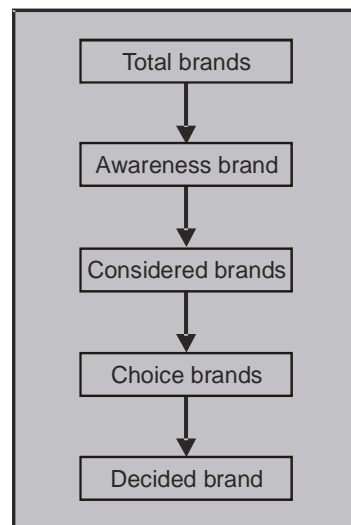 Total brands
Awareness brand
Considered brands
Choice brands
Decided brand